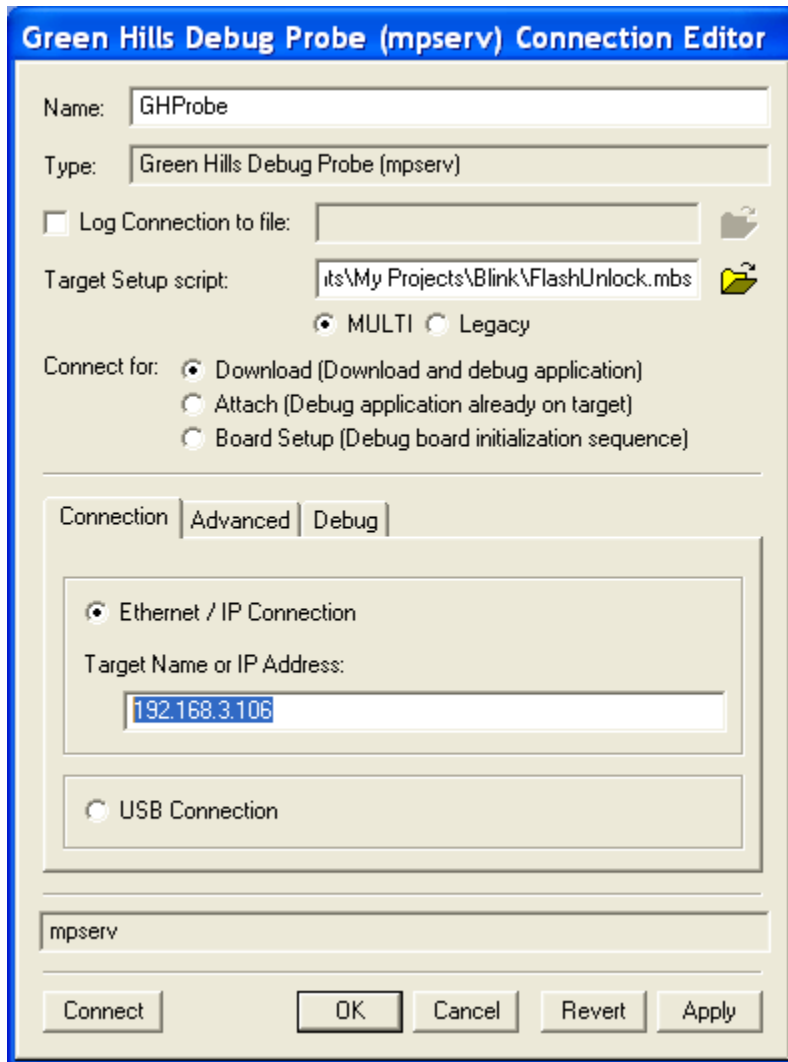 Green Hills Debug Probe (mpserv) Connection Editor
Name: GHProbe
Type: Green Hills Debug Probe (mpserv)
Log Connection to file:
Target Setup script: its\My Projects\Blink\FlashUnlock.mbs
MULTI Legacy
Connect for: Download (Download and debug application)
Attach (Debug application already on target)
Board Setup (Debug board initialization sequence)
Connection Advanced Debug
Ethernet / IP Connection
Target Name or IP Address:
192.168.3.106
USB Connection
mpserv
Connect OK Cancel Revert Apply